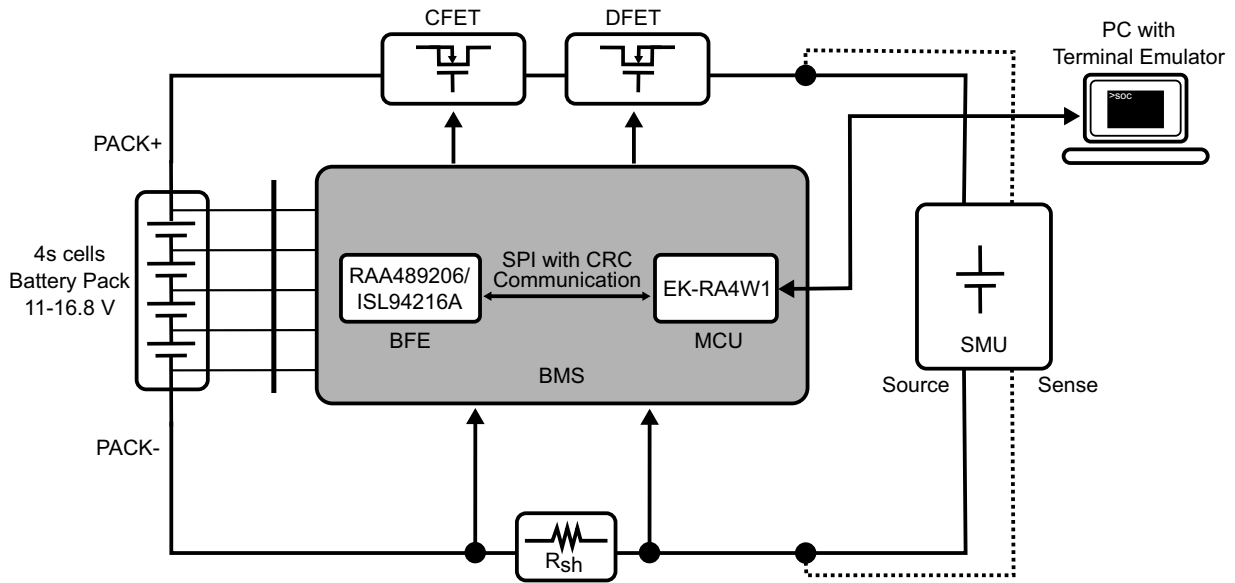 CFET
DFET
PC with
Terminal Emulator
>soc
PACK+
4s cells
Battery Pack
11-16.8 V
RAA489206/
ISL94216A
BFE
SPI with CRC
Communication
EK-RA4W1
MCU
BMS
SMU
Source
Sense
PACK-
Rsh